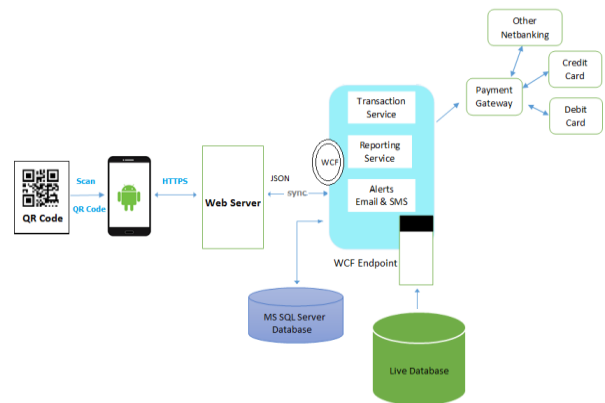 Other
Netbanking
Credit
Card
Payment
Gateway
Debit
Card
Transaction
Service
Reporting
Service
Alerts
Email & SMS
WCF
JSON
sync
Scan
QR Code
QR Code
HTTPS
Web Server
WCF Endpoint
MS SQL Server
Database
Live Database